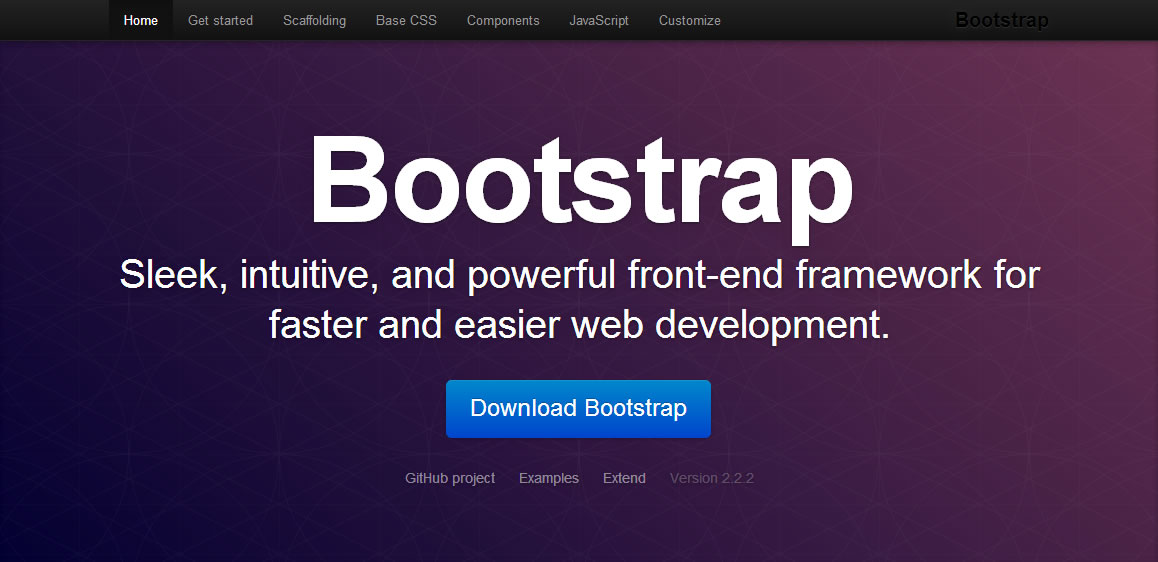 Home Get started Scaffolding Base CSS Components JavaScript Customize Bootstrap
Bootstrap
Sleek, intuitive, and powerful front-end framework for
faster and easier web development.
Download Bootstrap
GitHub project Examples Extend Version 2.2.2